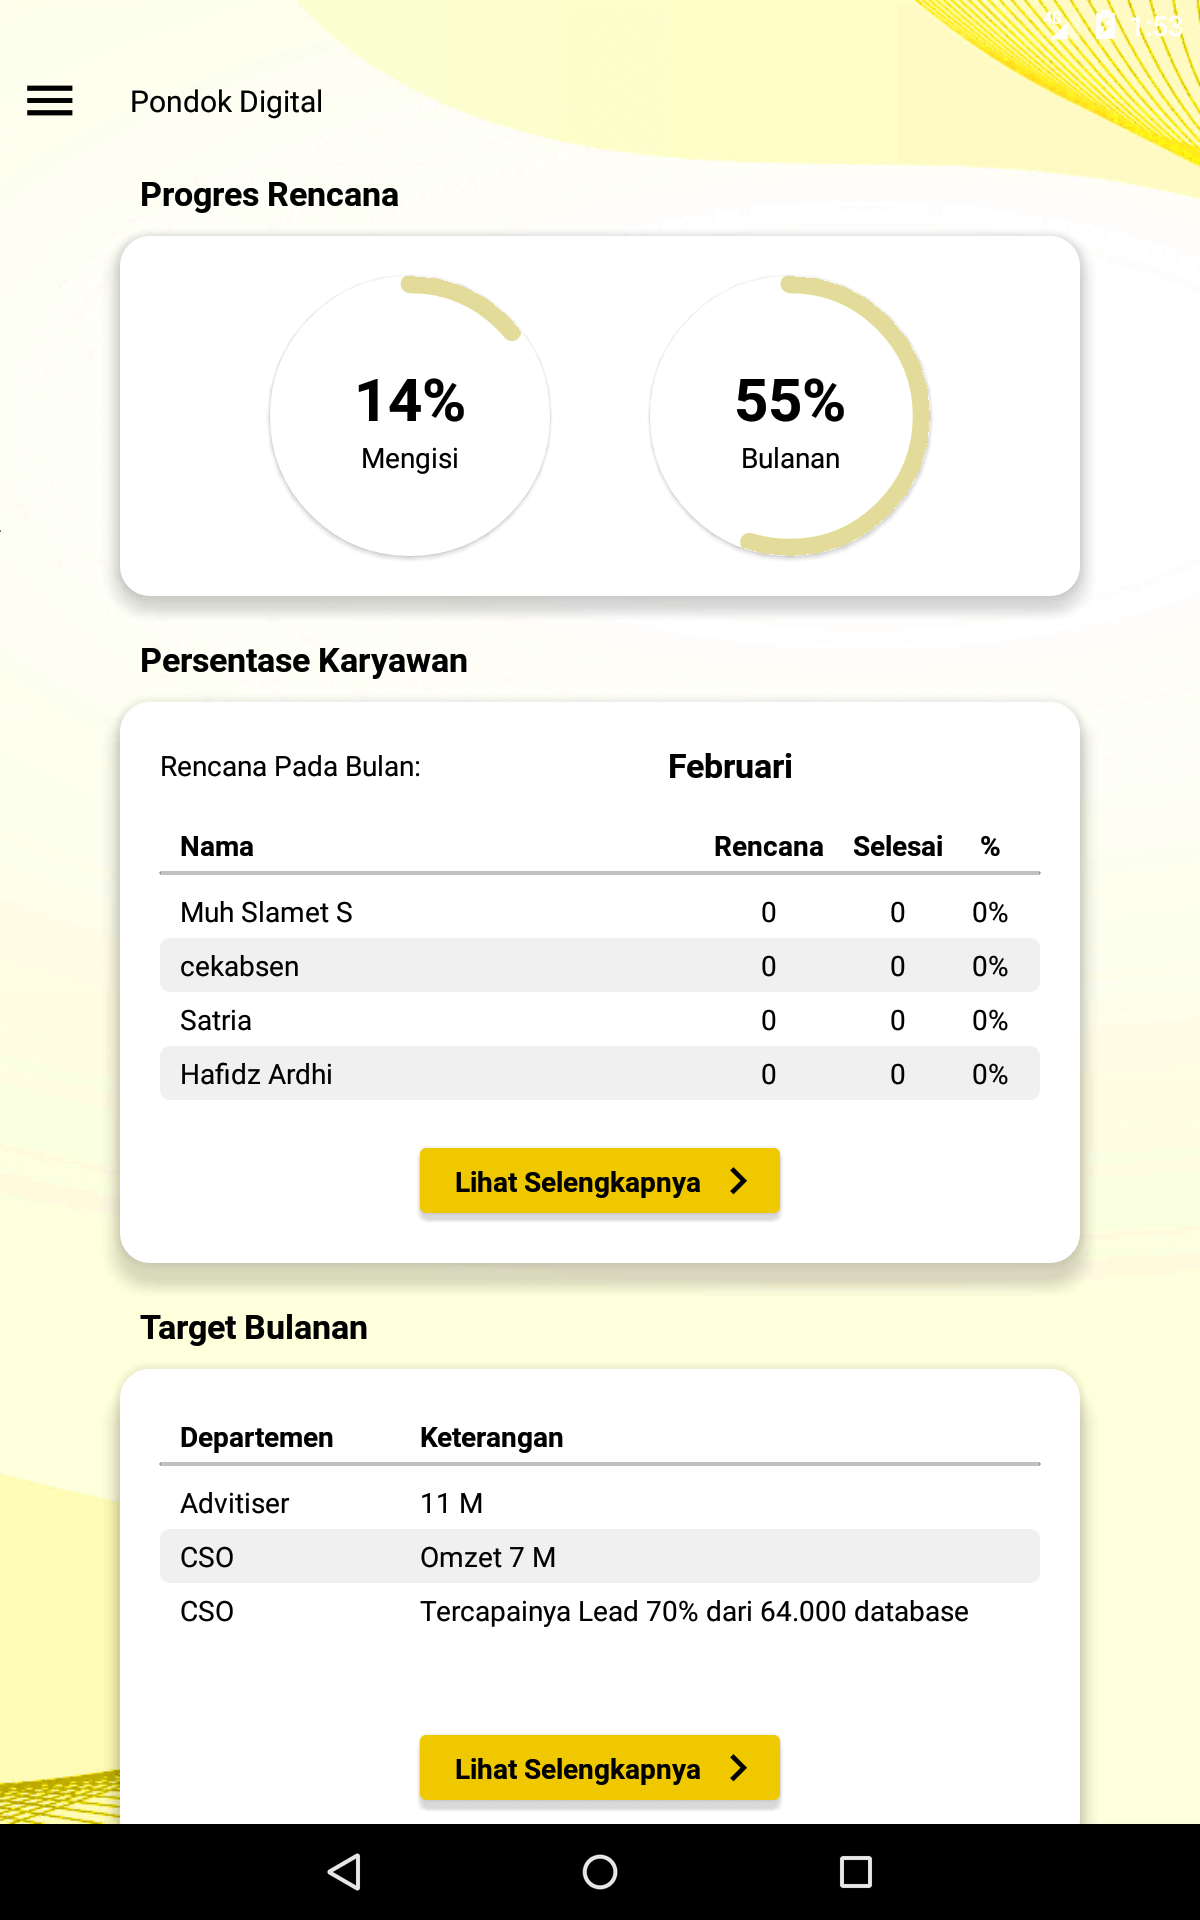 1:53
Pondok Digital
Progres Rencana
14%
Mengisi
55%
Bulanan
Persentase Karyawan
Rencana Pada Bulan: Februari
Nama Rencana Selesai %
Muh Slamet S 0 0 0%
cekabsen 0 0 0%
Satria 0 0 0%
Hafidz Ardhi 0 0 0%
Lihat Selengkapnya
Target Bulanan
Departemen Keterangan
Advitiser 11 M
CSO Omzet 7 M
CSO Tercapainya Lead 70% dari 64.000 database
Lihat Selengkapnya